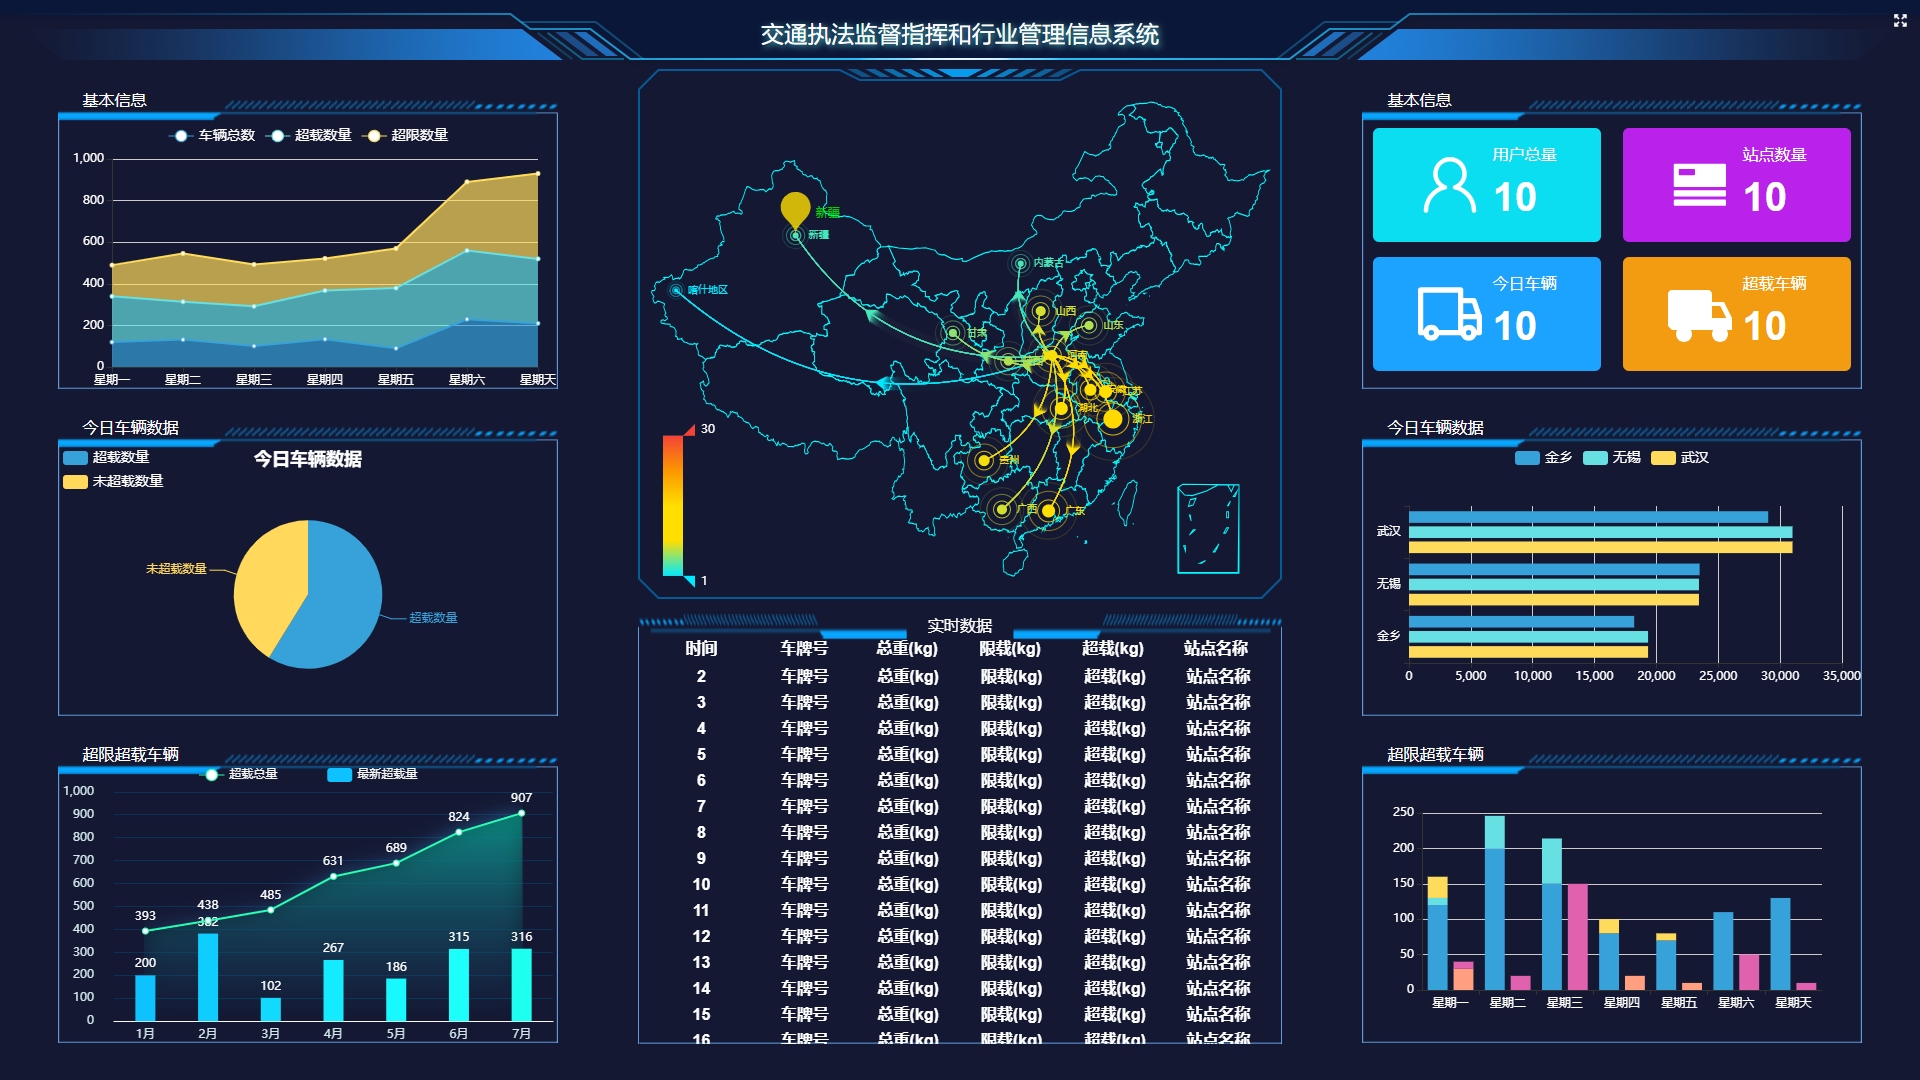 交通执法监督指挥和行业管理信息系统
基本信息
车辆总数 超载数量 超限数量
1,000
800
600
400
200
0
星期一 星期二 星期三 星期四 星期五 星期六 星期天
今日车辆数据
超载数量
未超载数量
今日车辆数据
未超载数量
超载数量
超限超载车辆
超载总量 最新超载量
1,000
900
800
700
600
500
400
300
200
100
0
393 438 485 631 689 824 907
200 382 102 267 186 315 316
1月 2月 3月 4月 5月 6月 7月
新疆
新疆
喀什地区
内蒙古
山西
山东
甘肃
河南
江苏
湖北
浙江
贵州
广西
广东
30
1
实时数据
时间 车牌号 总重(kg) 限载(kg) 超载(kg) 站点名称
2 车牌号 总重(kg) 限载(kg) 超载(kg) 站点名称
3 车牌号 总重(kg) 限载(kg) 超载(kg) 站点名称
4 车牌号 总重(kg) 限载(kg) 超载(kg) 站点名称
5 车牌号 总重(kg) 限载(kg) 超载(kg) 站点名称
6 车牌号 总重(kg) 限载(kg) 超载(kg) 站点名称
7 车牌号 总重(kg) 限载(kg) 超载(kg) 站点名称
8 车牌号 总重(kg) 限载(kg) 超载(kg) 站点名称
9 车牌号 总重(kg) 限载(kg) 超载(kg) 站点名称
10 车牌号 总重(kg) 限载(kg) 超载(kg) 站点名称
11 车牌号 总重(kg) 限载(kg) 超载(kg) 站点名称
12 车牌号 总重(kg) 限载(kg) 超载(kg) 站点名称
13 车牌号 总重(kg) 限载(kg) 超载(kg) 站点名称
14 车牌号 总重(kg) 限载(kg) 超载(kg) 站点名称
15 车牌号 总重(kg) 限载(kg) 超载(kg) 站点名称
16 车牌号 总重(kg) 限载(kg) 超载(kg) 站点名称
基本信息
用户总量
10
站点数量
10
今日车辆
10
超载车辆
10
今日车辆数据
金乡 无锡 武汉
武汉
无锡
金乡
0 5,000 10,000 15,000 20,000 25,000 30,000 35,000
超限超载车辆
250
200
150
100
50
0
星期一 星期二 星期三 星期四 星期五 星期六 星期天